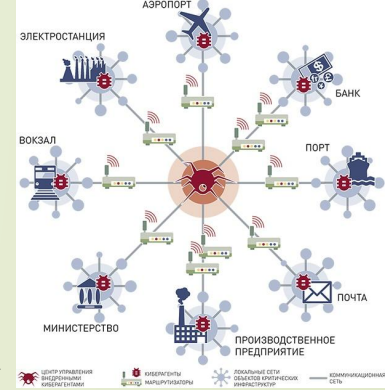 АЭРОПОРТ
ЭЛЕКТРОСТАНЦИЯ
БАНК
ВОКЗАЛ
ПОРТ
ПОЧТА
МИНИСТЕРСТВО
ПРОИЗВОДСТВЕННОЕ
ПРЕДПРИЯТИЕ
ЦЕНТР УПРАВЛЕНИЯ
ВНЕДРЕННЫМИ
КИБЕРАГЕНТАМИ
КИБЕРАГЕНТЫ
МАРШРУТИЗАТОРЫ
ЛОКАЛЬНЫЕ СЕТИ
ОБЪЕКТОВ КРИТИЧЕСКИХ
ИНФРАСТРУКТУР
КОММУНИКАЦИОННАЯ
СЕТЬ